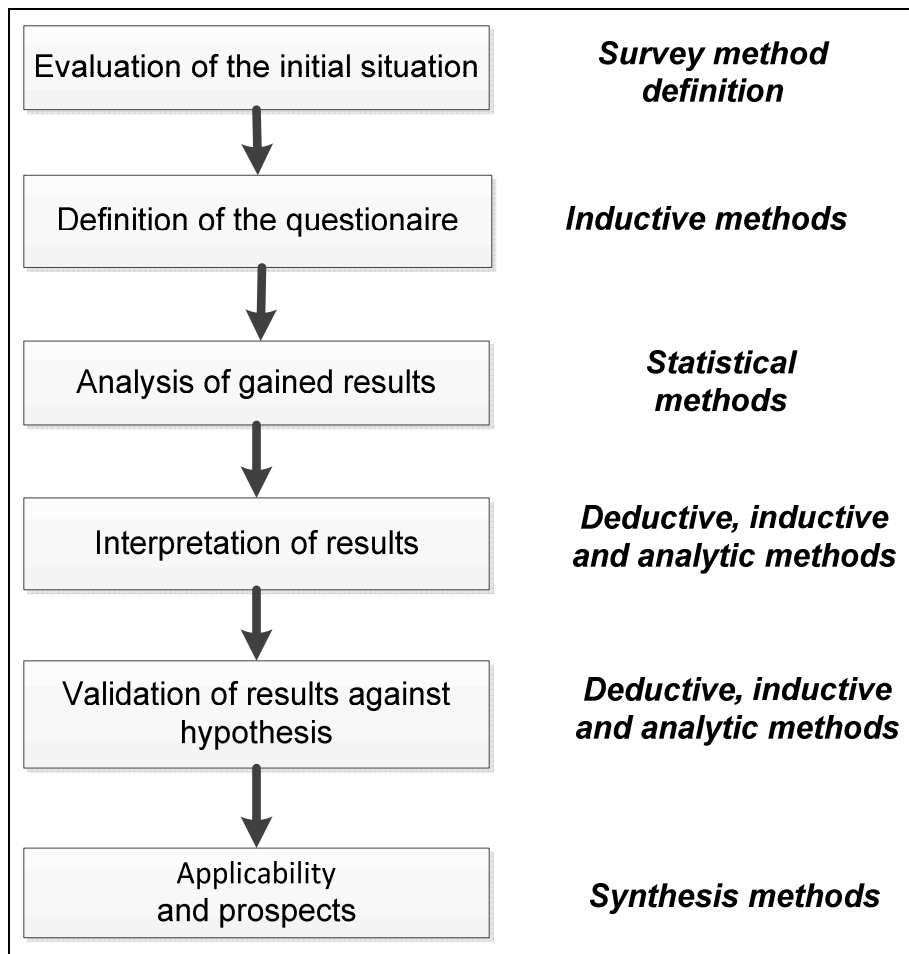 Evaluation of the initial situation
Survey method
definition
Definition of the questionaire
Inductive methods
Analysis of gained results
Statistical
methods
Interpretation of results
Deductive, inductive
and analytic methods
Validation of results against
hypothesis
Deductive, inductive
and analytic methods
Applicability
and prospects
Synthesis methods